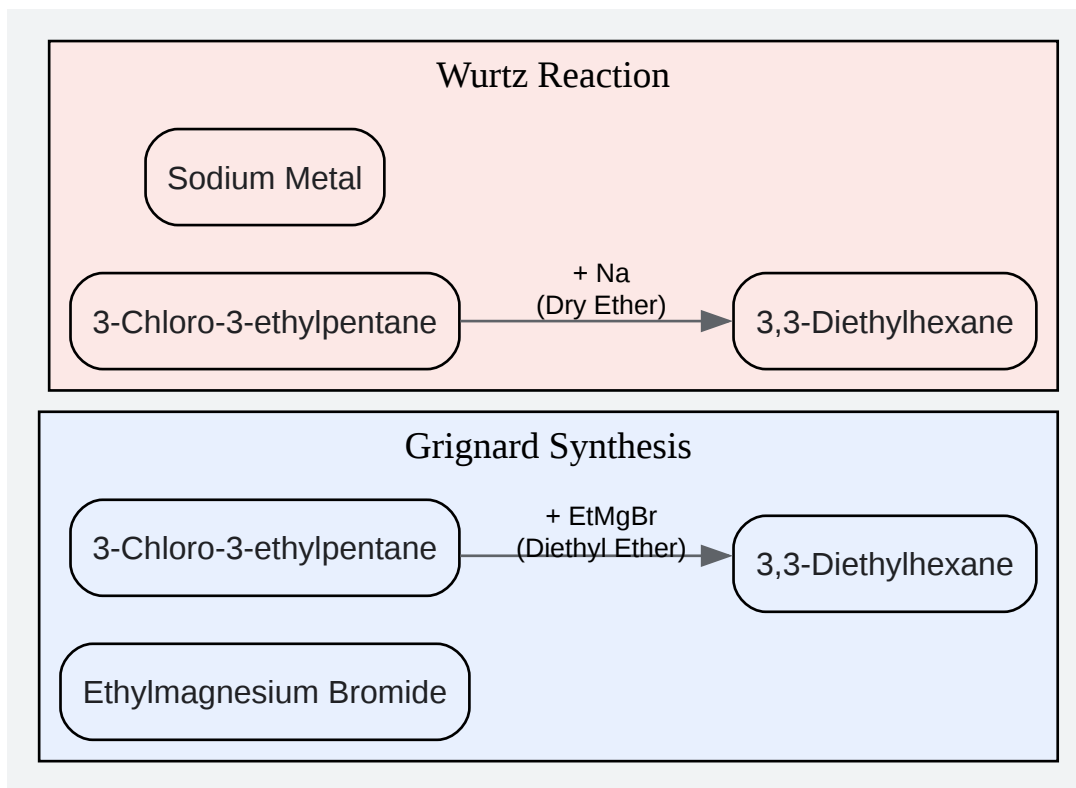 Wurtz Reaction
Sodium Metal
+ Na
(Dry Ether)
3-Chloro-3-ethylpentane
3,3-Diethylhexane
Grignard Synthesis
+ EtMgBr
(Diethyl Ether)
3-Chloro-3-ethylpentane
3,3-Diethylhexane
Ethylmagnesium Bromide